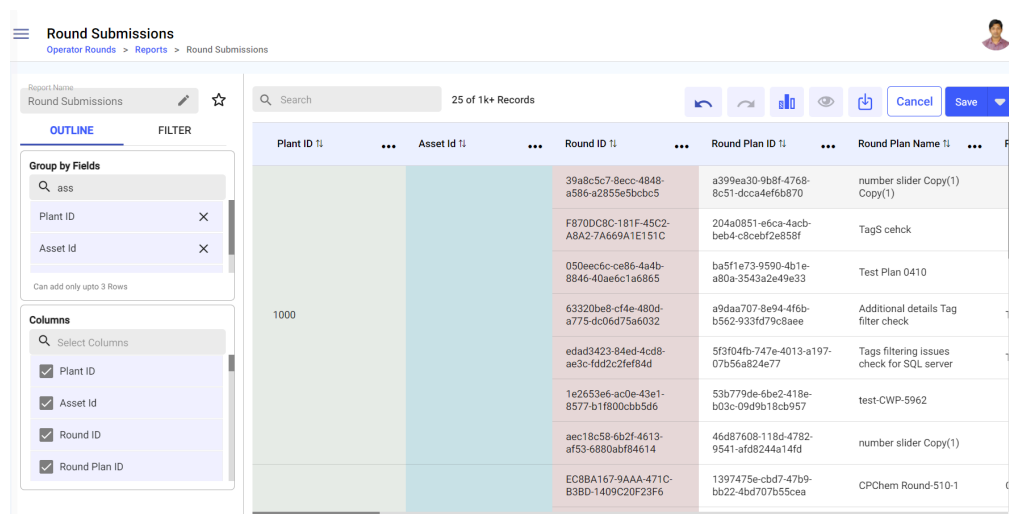 Round Submissions
Operator Rounds > Reports > Round Submissions
Report Name
Round Submissions
OUTLINE FILTER
Group by Fields
ass
Plant ID
Asset Id
Can add only upto 3 Rows
Columns
Select Columns
Plant ID
Asset Id
Round ID
Round Plan ID
Search
25 of 1k+ Records
Cancel
Save
Plant ID Asset Id Round ID Round Plan ID Round Plan Name
1000
39a8c5c7-8ecc-4848-
a586-a2855e5bcbc5
a399ea30-9b8f-4768-
8c51-dcca4ef6b870
number slider Copy(1)
Copy(1)
F870DC8C-181F-45C2-
A8A2-7A669A1E151C
204a0851-e6ca-4acb-
beb4-c8cebf2e858f
TagS cehck
050eec6c-ce86-4a4b-
8846-40ae6c1a6865
ba5f1e73-9590-4b1e-
a80a-3543a2e49e33
Test Plan 0410
63320be8-cf4e-480d-
a775-dc06d75a6032
a9daa707-8e94-4f6b-
b562-933fd79c8aee
Additional details Tag
filter check
edad3423-84ed-4cd8-
ae3c-fdd2c2fef84d
5f3f04fb-747e-4013-a197-
07b56a824e77
Tags filtering issues
check for SQL server
1e2653e6-ac0e-43e1-
8577-b1f800cbb5d6
53b779de-6be2-418e-
b03c-09d9b18cb957
test-CWP-5962
aec18c58-6b2f-4613-
af53-6880abf84614
46d87608-118d-4782-
9541-afd8244a14fd
number slider Copy(1)
EC8BA167-9AAA-471C-
B3BD-1409C20F23F6
1397475e-cbd7-47b9-
bb22-4bd707b55cea
CPChem Round-510-1